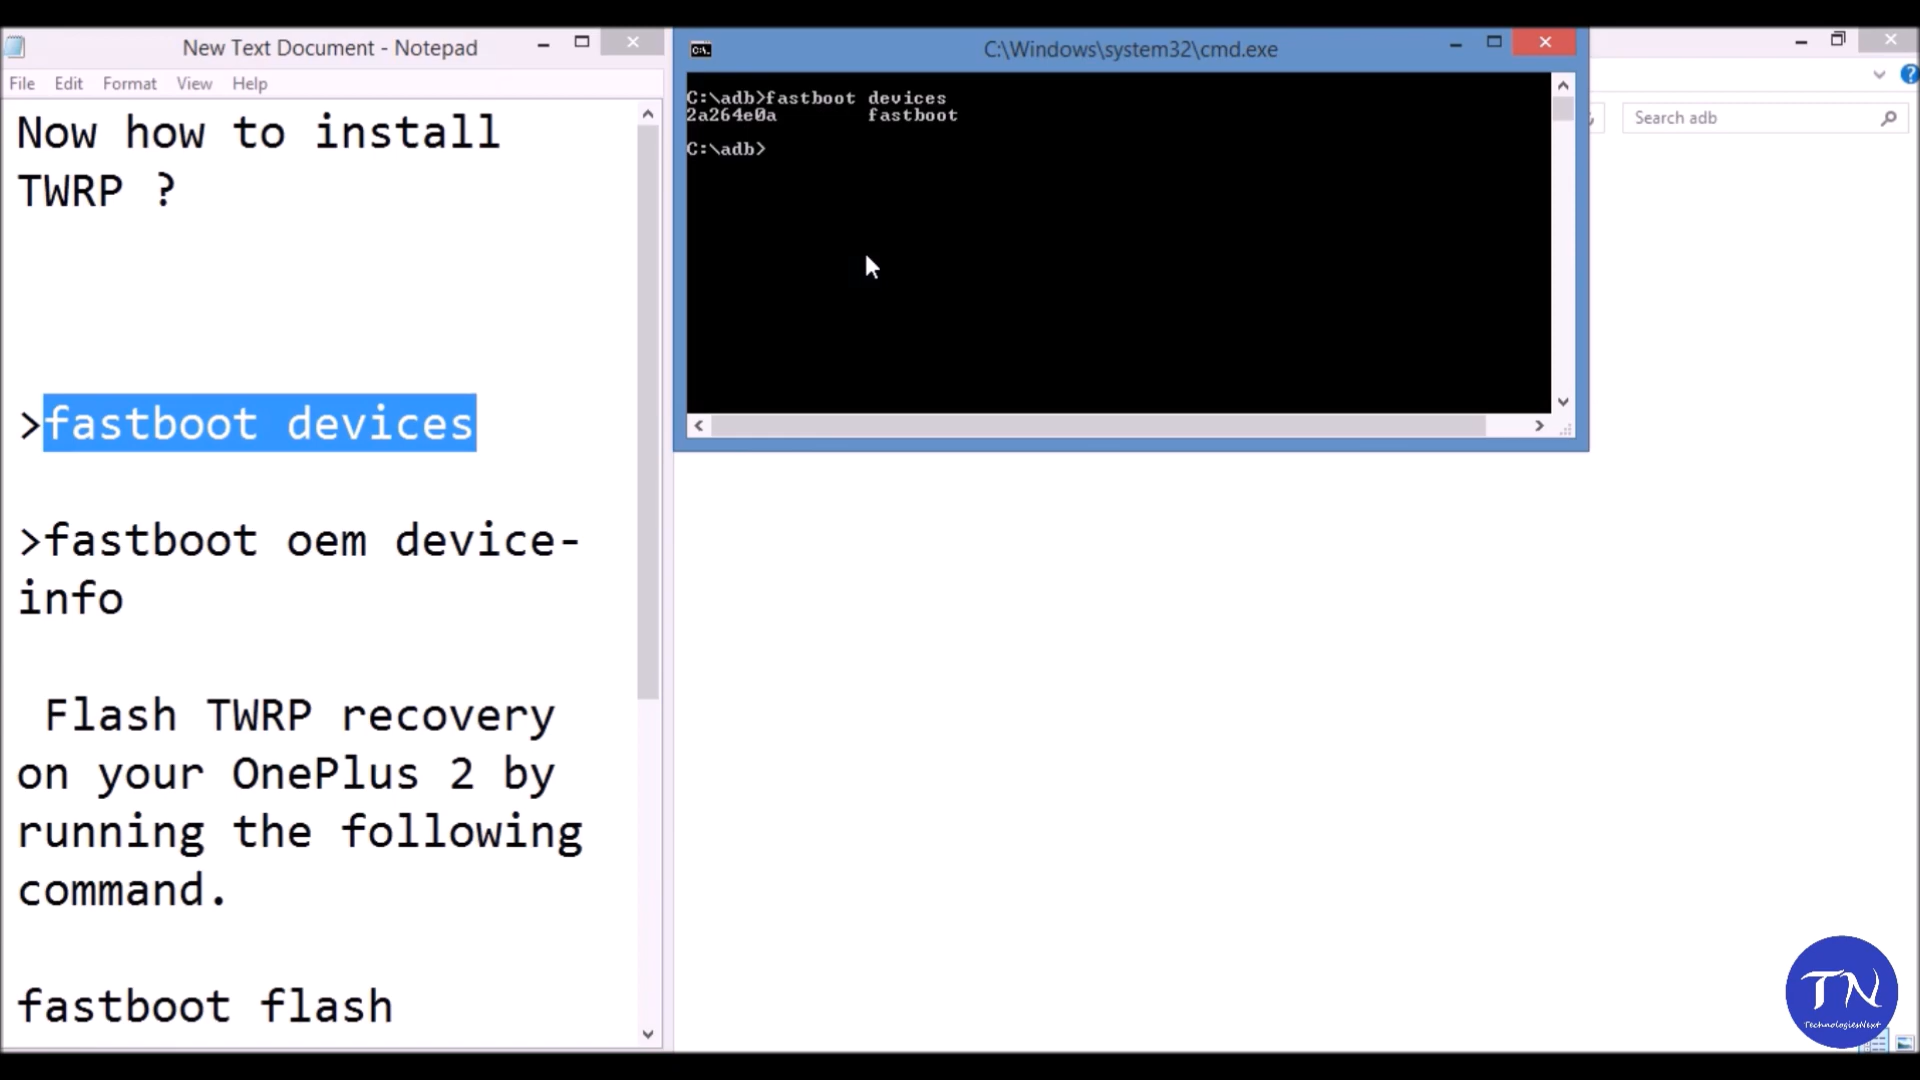 New Text Document - Notepad
File Edit Format View Help
Now how to install
TWRP ?
>fastboot devices
>fastboot oem device-
info
Flash TWRP recovery
on your OnePlus 2 by
running the following
command.
fastboot flash
C:\Windows\system32\cmd.exe
C:\adb>fastboot devices
2a264e0a fastboot
C:\adb>
Search adb
TN
TechnologiesNext